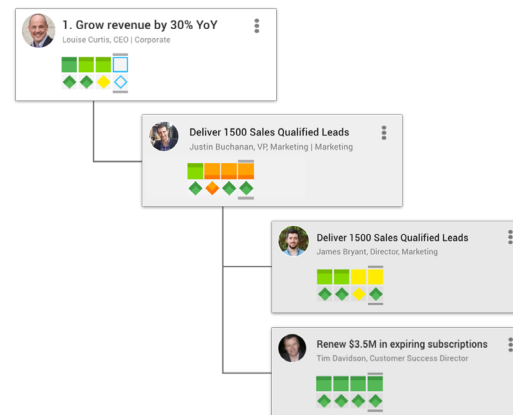 1. Grow revenue by 30% YoY
Louise Curtis, CEO | Corporate
Deliver 1500 Sales Qualified Leads
Justin Buchanan, VP, Marketing | Marketing
Deliver 1500 Sales Qualified Leads
James Bryant, Director, Marketing
Renew $3.5M in expiring subscriptions
Tim Davidson, Customer Success Director